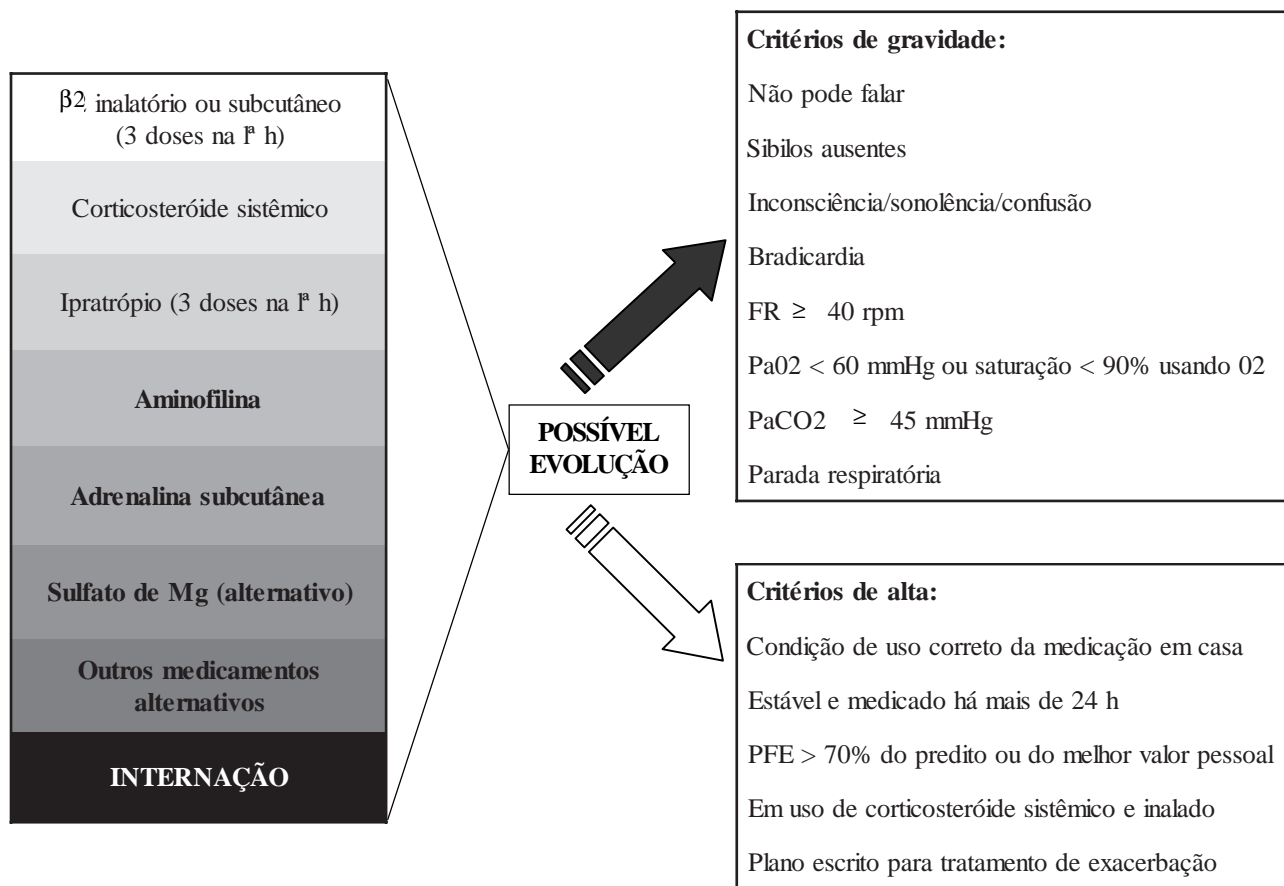 β2 inalatório ou subcutâneo
(3 doses na lª h)
Corticosteróide sistêmico
Ipratrópio (3 doses na lª h)
Aminofilina
Adrenalina subcutânea
Sulfato de Mg (alternativo)
Outros medicamentos
alternativos
INTERNAÇÃO
POSSÍVEL
EVOLUÇÃO
Critérios de gravidade:
Não pode falar
Sibilos ausentes
Inconsciência/sonolência/confusão
Bradicardia
FR ≥ 40 rpm
Pa02 < 60 mmHg ou saturação < 90% usando 02
PaCO2 ≥ 45 mmHg
Parada respiratória
Critérios de alta:
Condição de uso correto da medicação em casa
Estável e medicado há mais de 24 h
PFE > 70% do predito ou do melhor valor pessoal
Em uso de corticosteróide sistêmico e inalado
Plano escrito para tratamento de exacerbação